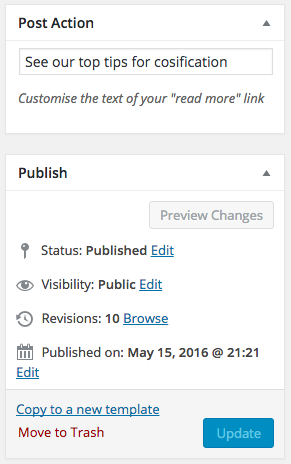 Post Action
See our top tips for cosification
Customise the text of your "read more" link
Publish
Preview Changes
Status: Published Edit
Visibility: Public Edit
Revisions: 10 Browse
Published on: May 15, 2016 @ 21:21
Edit
Copy to a new template
Move to Trash
Update